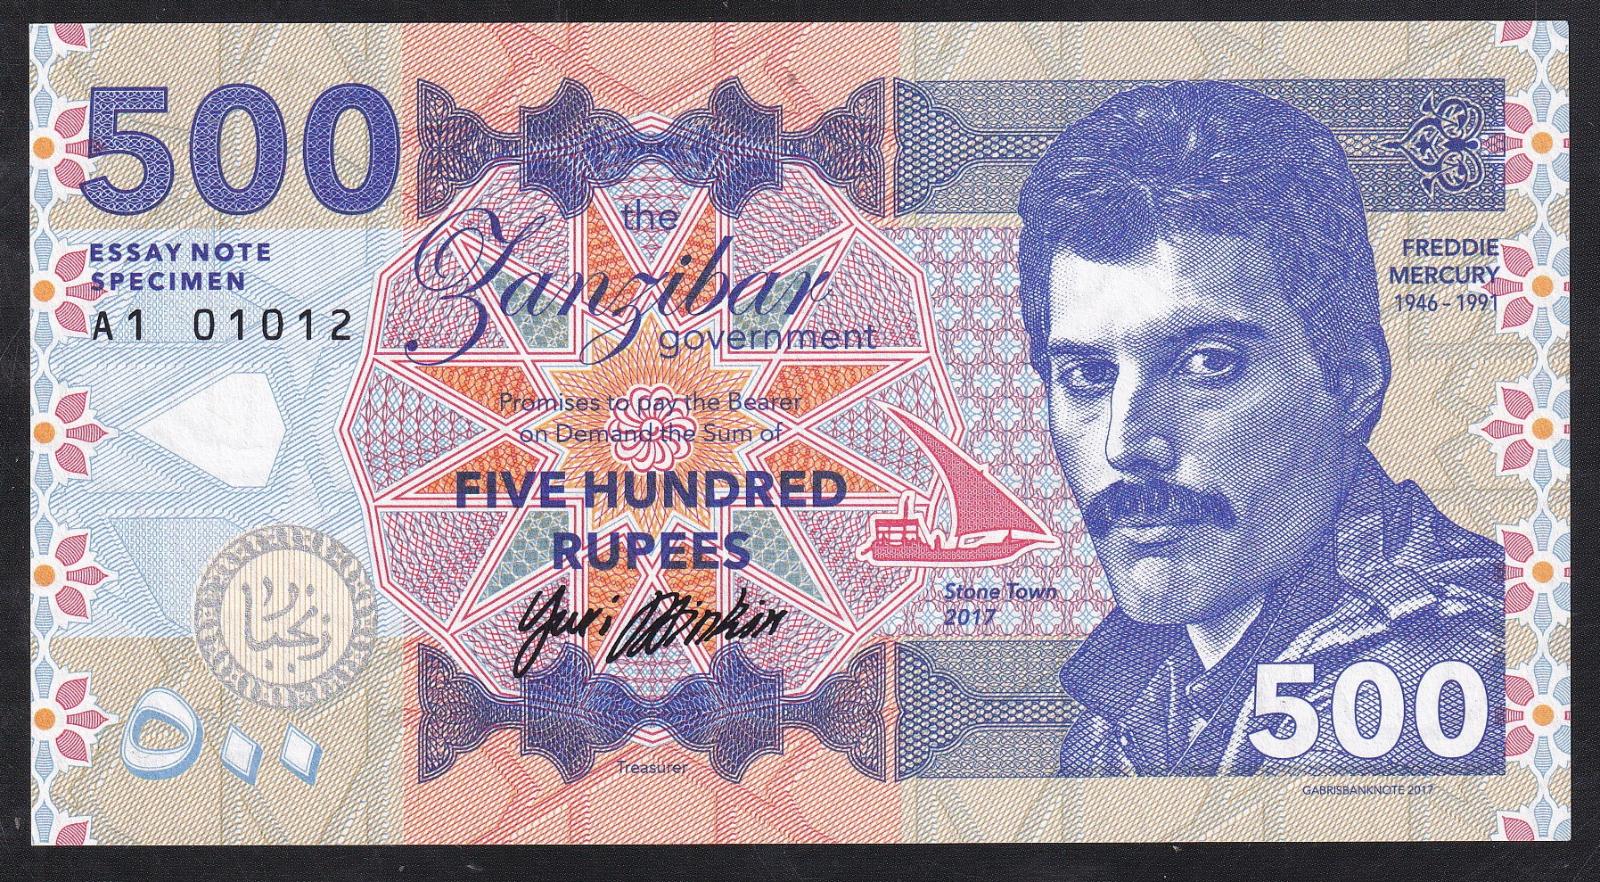 500
ESSAY NOTE
SPECIMEN
A1 01012
the
Zanzibar
government
Promises to pay the Bearer
on Demand the Sum of
FIVE HUNDRED
RUPEES
Treasurer
Stone Town
2017
FREDDIE
MERCURY
1946 - 1991
500
GABRISBANKNOTE 2017
٥٠٠